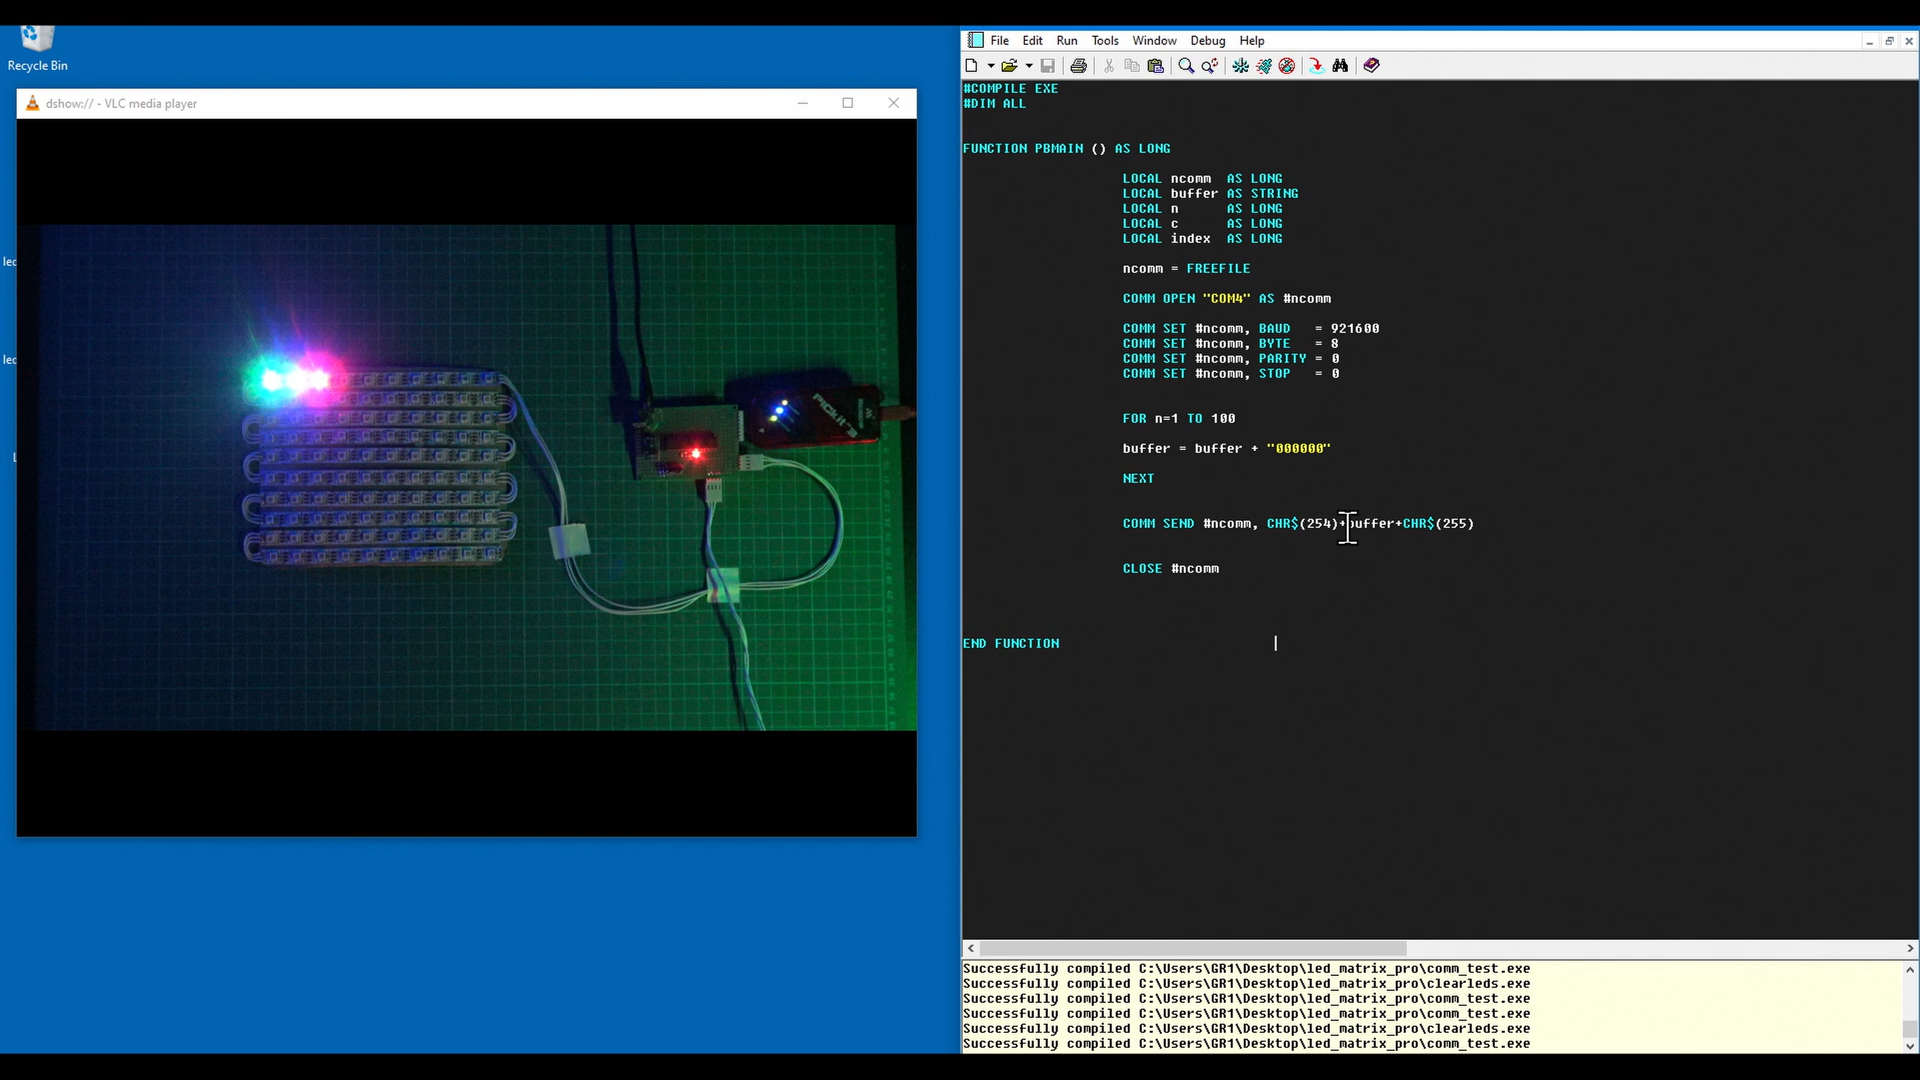 Recycle Bin
dshow:// - VLC media player
PICkit 3
File Edit Run Tools Window Debug Help
#COMPILE EXE
#DIM ALL
FUNCTION PBMAIN () AS LONG
LOCAL ncomm AS LONG
LOCAL buffer AS STRING
LOCAL n AS LONG
LOCAL c AS LONG
LOCAL index AS LONG
ncomm = FREEFILE
COMM OPEN "COM4" AS #ncomm
COMM SET #ncomm, BAUD = 921600
COMM SET #ncomm, BYTE = 8
COMM SET #ncomm, PARITY = 0
COMM SET #ncomm, STOP = 0
FOR n=1 TO 100
buffer = buffer + "000000"
NEXT
COMM SEND #ncomm, CHR$(254)+buffer+CHR$(255)
CLOSE #ncomm
END FUNCTION
Successfully compiled C:\Users\GR1\Desktop\led_matrix_pro\comm_test.exe
Successfully compiled C:\Users\GR1\Desktop\led_matrix_pro\clearleds.exe
Successfully compiled C:\Users\GR1\Desktop\led_matrix_pro\comm_test.exe
Successfully compiled C:\Users\GR1\Desktop\led_matrix_pro\comm_test.exe
Successfully compiled C:\Users\GR1\Desktop\led_matrix_pro\clearleds.exe
Successfully compiled C:\Users\GR1\Desktop\led_matrix_pro\comm_test.exe